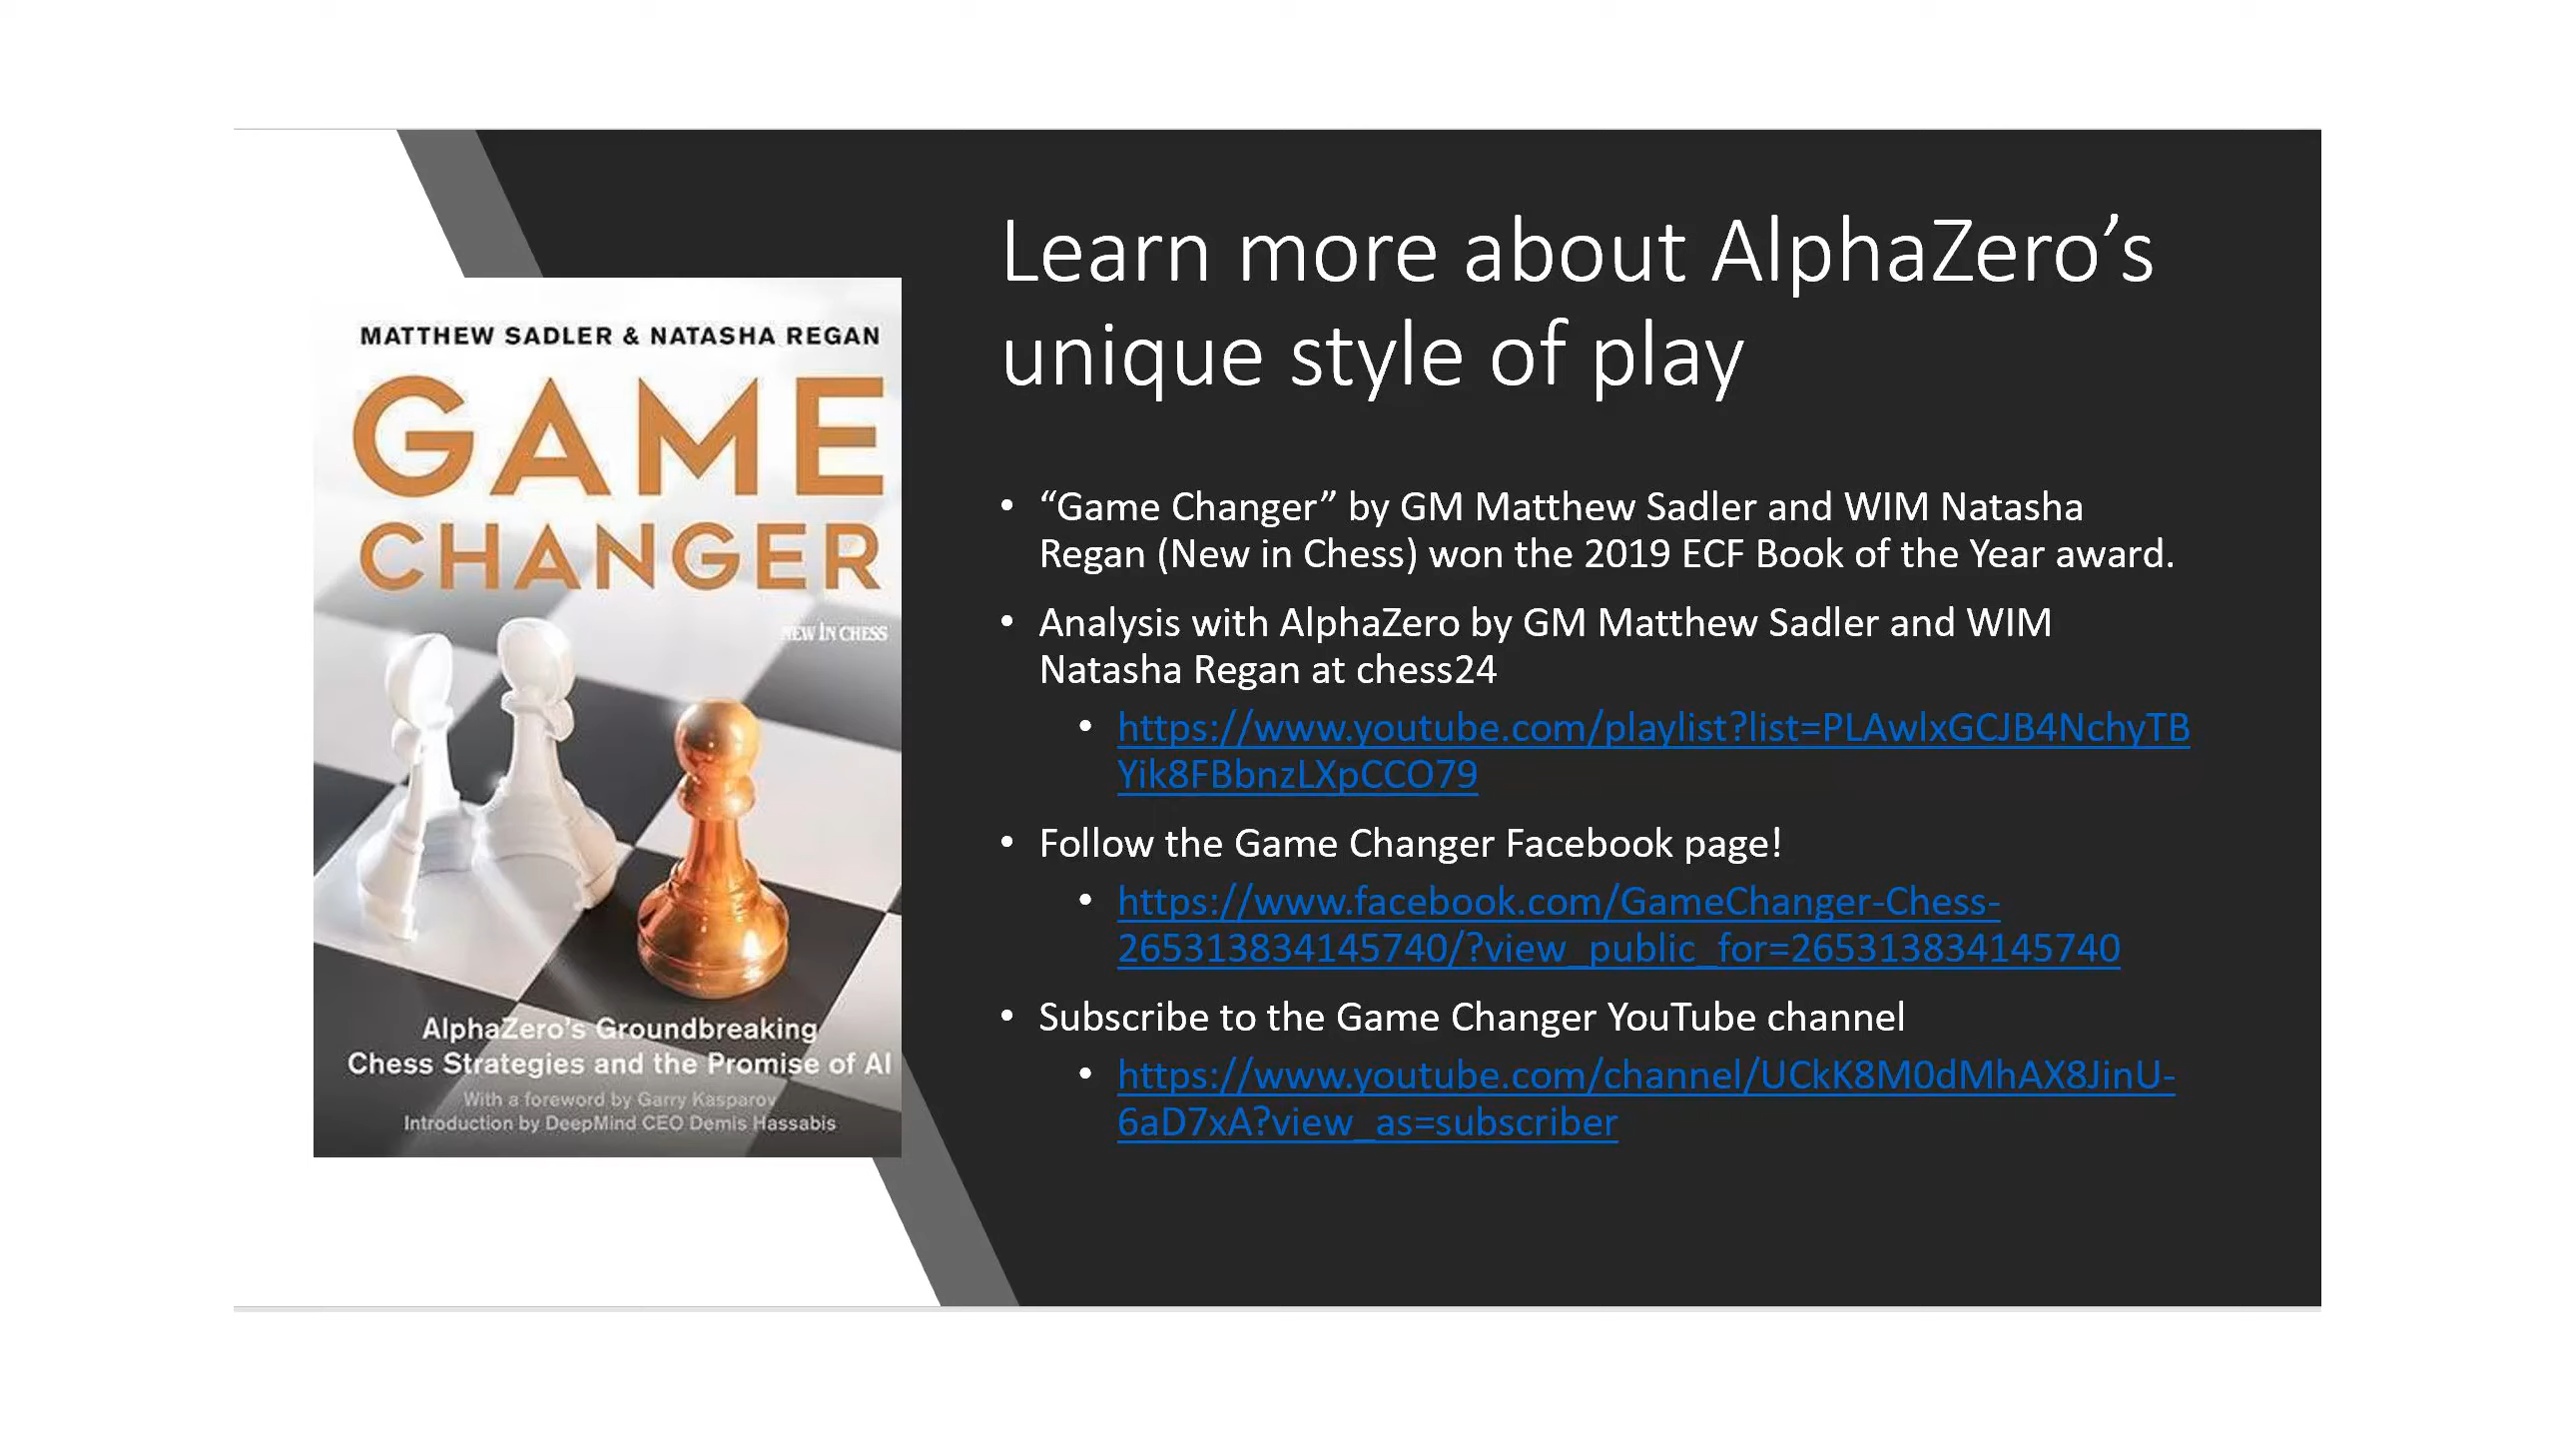 MATTHEW SADLER & NATASHA REGAN
GAME
CHANGER
NEW IN CHESS
AlphaZero's Groundbreaking
Chess Strategies and the Promise of AI
With a foreword by Garry Kasparov
Introduction by DeepMind CEO Demis Hassabis
Learn more about AlphaZero’s
unique style of play
• “Game Changer” by GM Matthew Sadler and WIM Natasha
Regan (New in Chess) won the 2019 ECF Book of the Year award.
• Analysis with AlphaZero by GM Matthew Sadler and WIM
Natasha Regan at chess24
• https://www.youtube.com/playlist?list=PLAwlxGCJB4NchyTB
Yik8FBbnzLXpCCO79
• Follow the Game Changer Facebook page!
• https://www.facebook.com/GameChanger-Chess-
265313834145740/?view_public_for=265313834145740
• Subscribe to the Game Changer YouTube channel
• https://www.youtube.com/channel/UCkK8M0dMhAX8JinU-
6aD7xA?view_as=subscriber